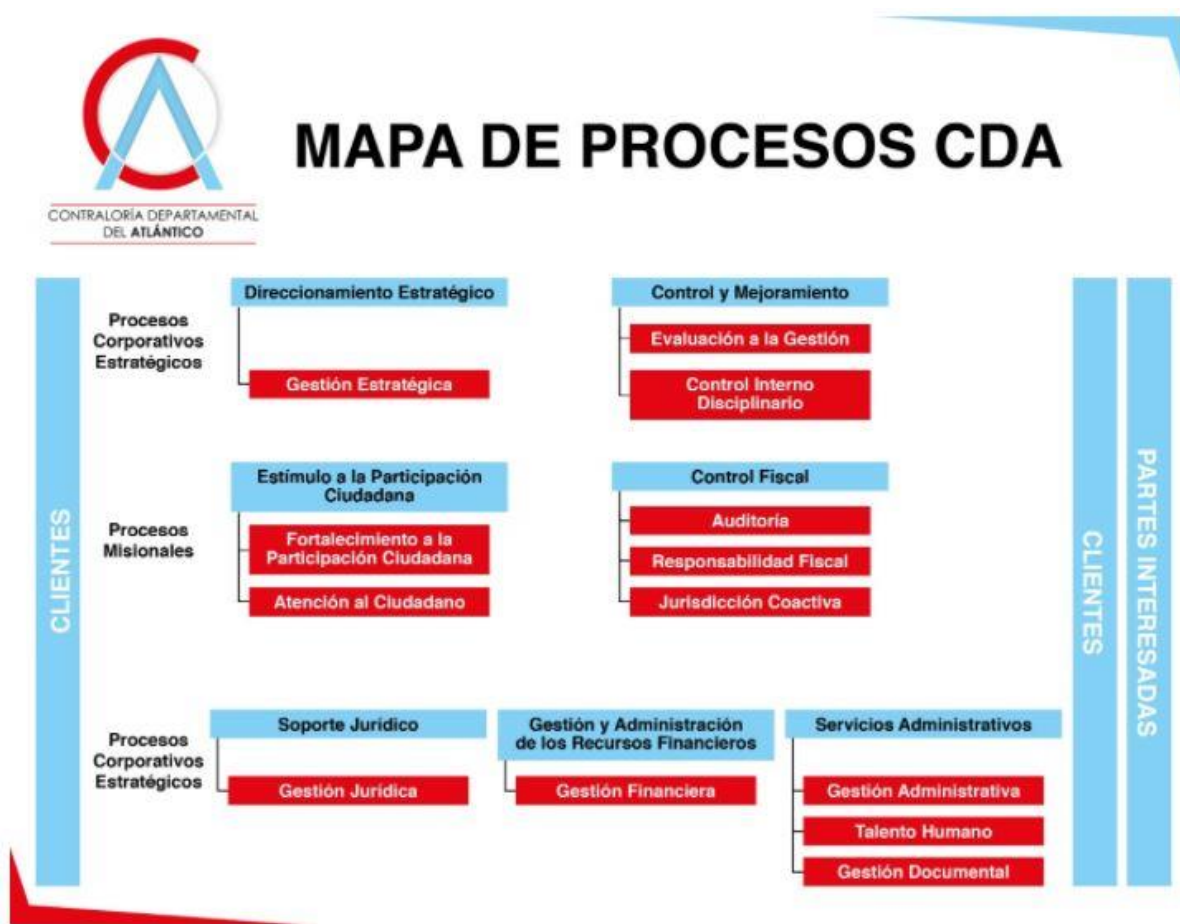 CONTRALORÍA DEPARTAMENTAL
DEL ATLÁNTICO
MAPA DE PROCESOS CDA
CLIENTES
Procesos
Corporativos
Estratégicos
Direccionamiento Estratégico
Gestión Estratégica
Control y Mejoramiento
Evaluación a la Gestión
Control Interno
Disciplinario
Procesos
Misionales
Estímulo a la Participación
Ciudadana
Fortalecimiento a la
Participación Ciudadana
Atención al Ciudadano
Control Fiscal
Auditoría
Responsabilidad Fiscal
Jurisdicción Coactiva
Procesos
Corporativos
Estratégicos
Soporte Jurídico
Gestión Jurídica
Gestión y Administración
de los Recursos Financieros
Gestión Financiera
Servicios Administrativos
Gestión Administrativa
Talento Humano
Gestión Documental
CLIENTES
PARTES INTERESADAS